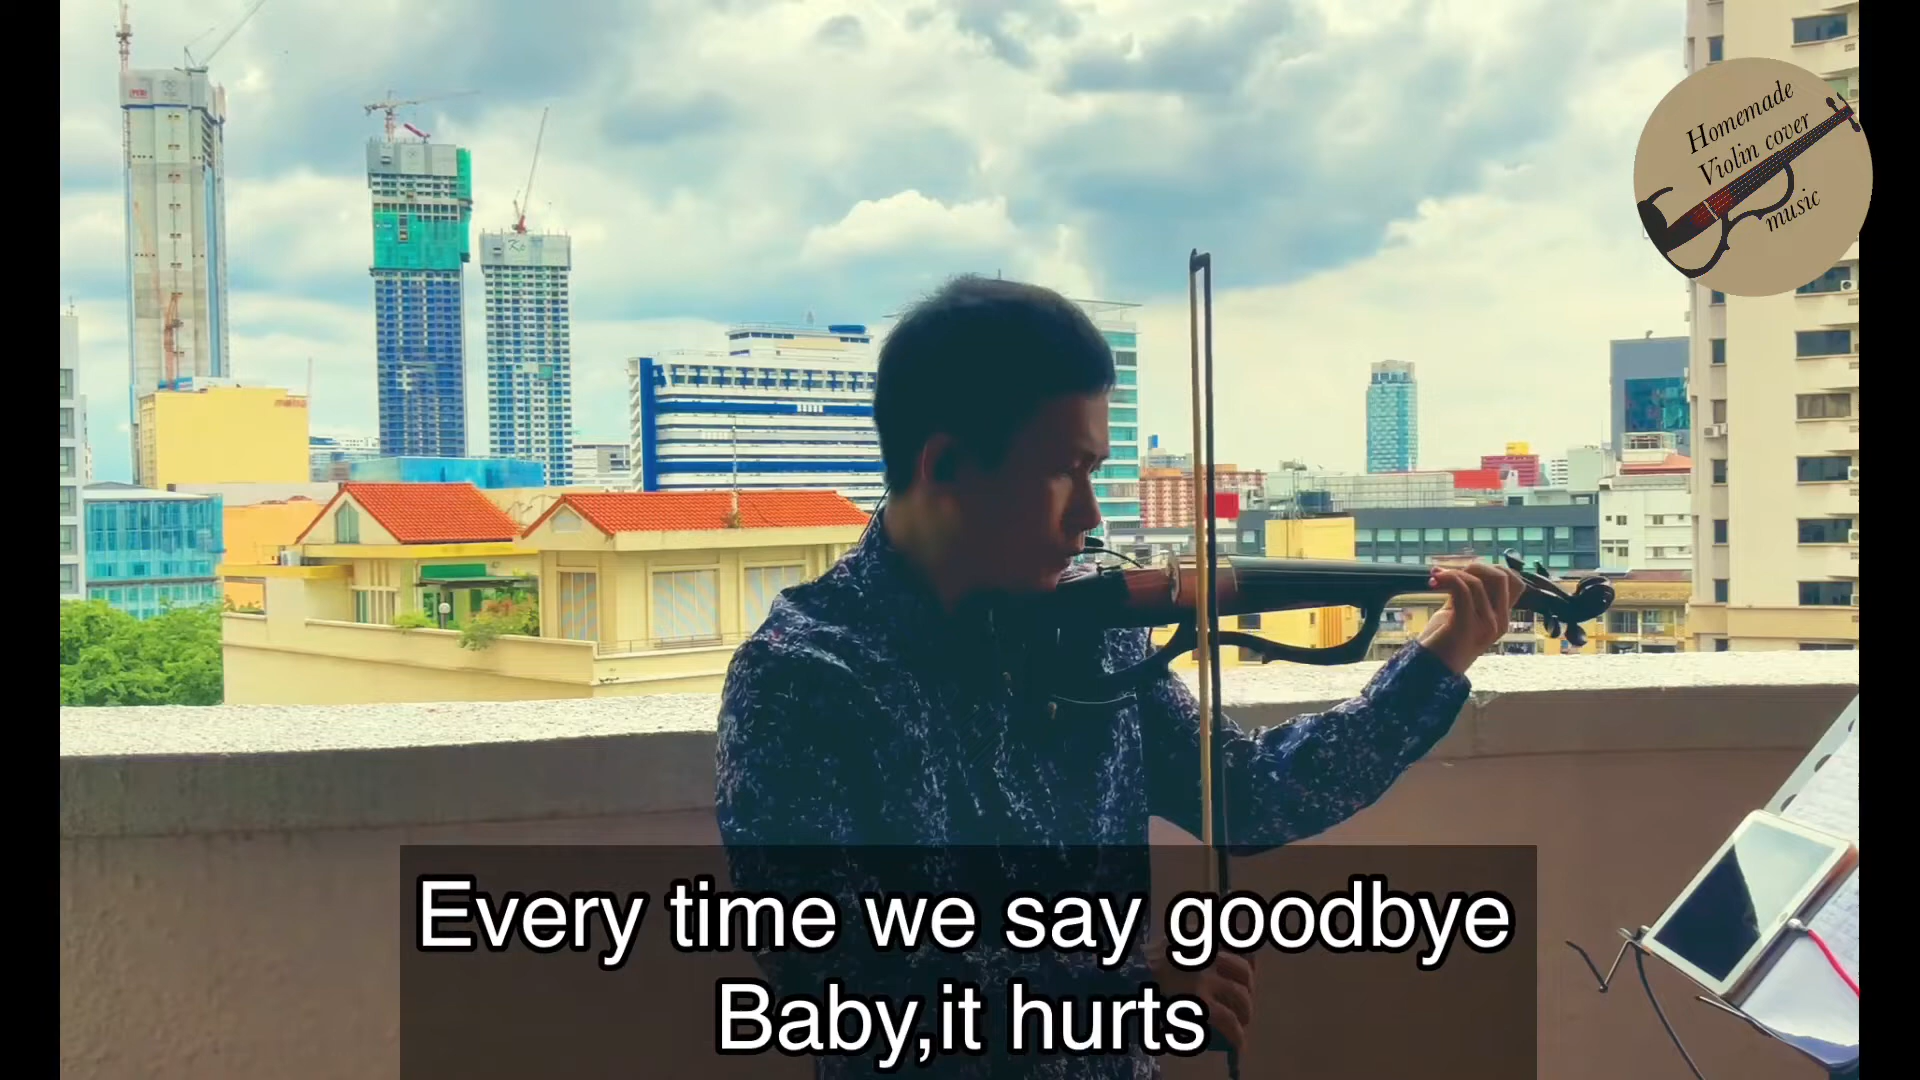 Homemade
Violin cover
music
Every time we say goodbye
Baby,it hurts